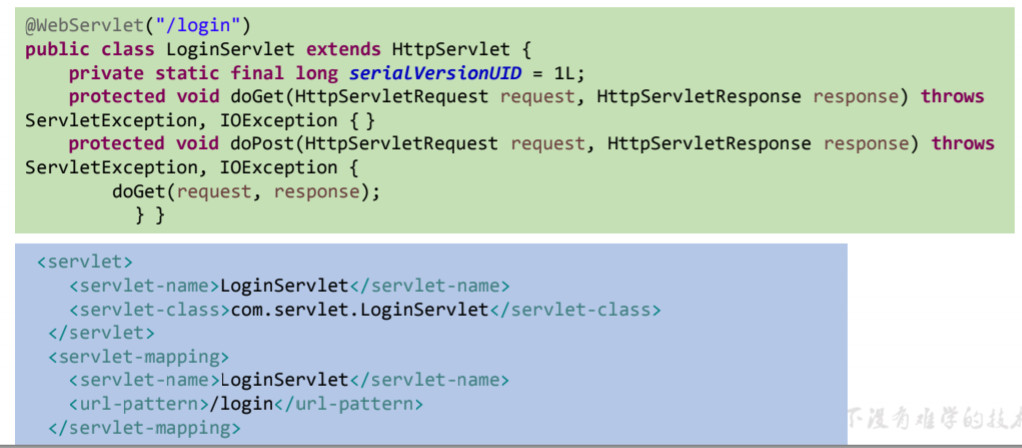 @WebServlet("/login")
public class LoginServlet extends HttpServlet {
private static final long serialVersionUID = 1L;
protected void doGet(HttpServletRequest request, HttpServletResponse response) throws
ServletException, IOException { }
protected void doPost(HttpServletRequest request, HttpServletResponse response) throws
ServletException, IOException {
doGet(request, response);
} }
<servlet>
<servlet-name>LoginServlet</servlet-name>
<servlet-class>com.servlet.LoginServlet</servlet-class>
</servlet>
<servlet-mapping>
<servlet-name>LoginServlet</servlet-name>
<url-pattern>/login</url-pattern>
</servlet-mapping>
下没有难学的技术